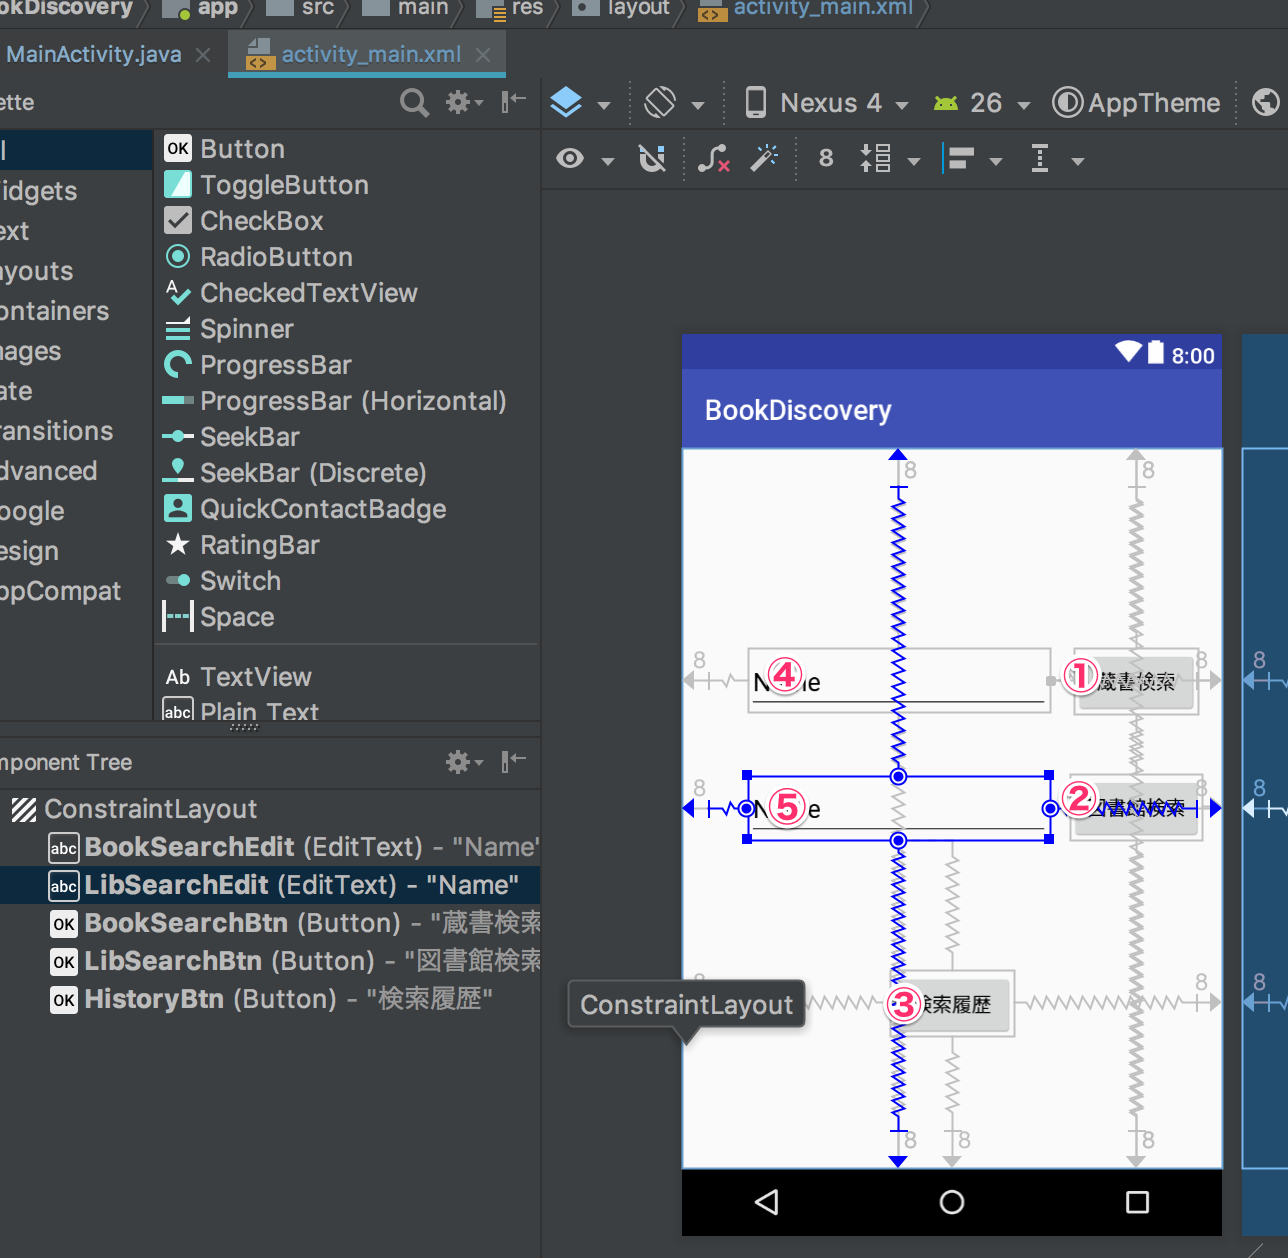 okDiscovery app src main res layout activity_main.xml
MainActivity.java activity_main.xml
ette
Nexus 4 26 AppTheme
8
l
idgets
ext
ayouts
ontainers
nages
ate
ransitions
dvanced
oogle
esign
ppCompat
OK Button
ToggleButton
CheckBox
RadioButton
CheckedTextView
Spinner
ProgressBar
ProgressBar (Horizontal)
SeekBar
SeekBar (Discrete)
QuickContactBadge
RatingBar
Switch
Space
Ab TextView
abc Plain Text
nponent Tree
ConstraintLayout
abc BookSearchEdit (EditText) - "Name"
abc LibSearchEdit (EditText) - "Name"
OK BookSearchBtn (Button) - "蔵書検索
OK LibSearchBtn (Button) - "図書館検索
OK HistoryBtn (Button) - "検索履歴"
8:00
BookDiscovery
8 8
8 ④ ① 蔵書検索 8 8
8 ⑤ ② 図書館検索 8 8
ConstraintLayout
③ 検索履歴 8 8
8 8 8